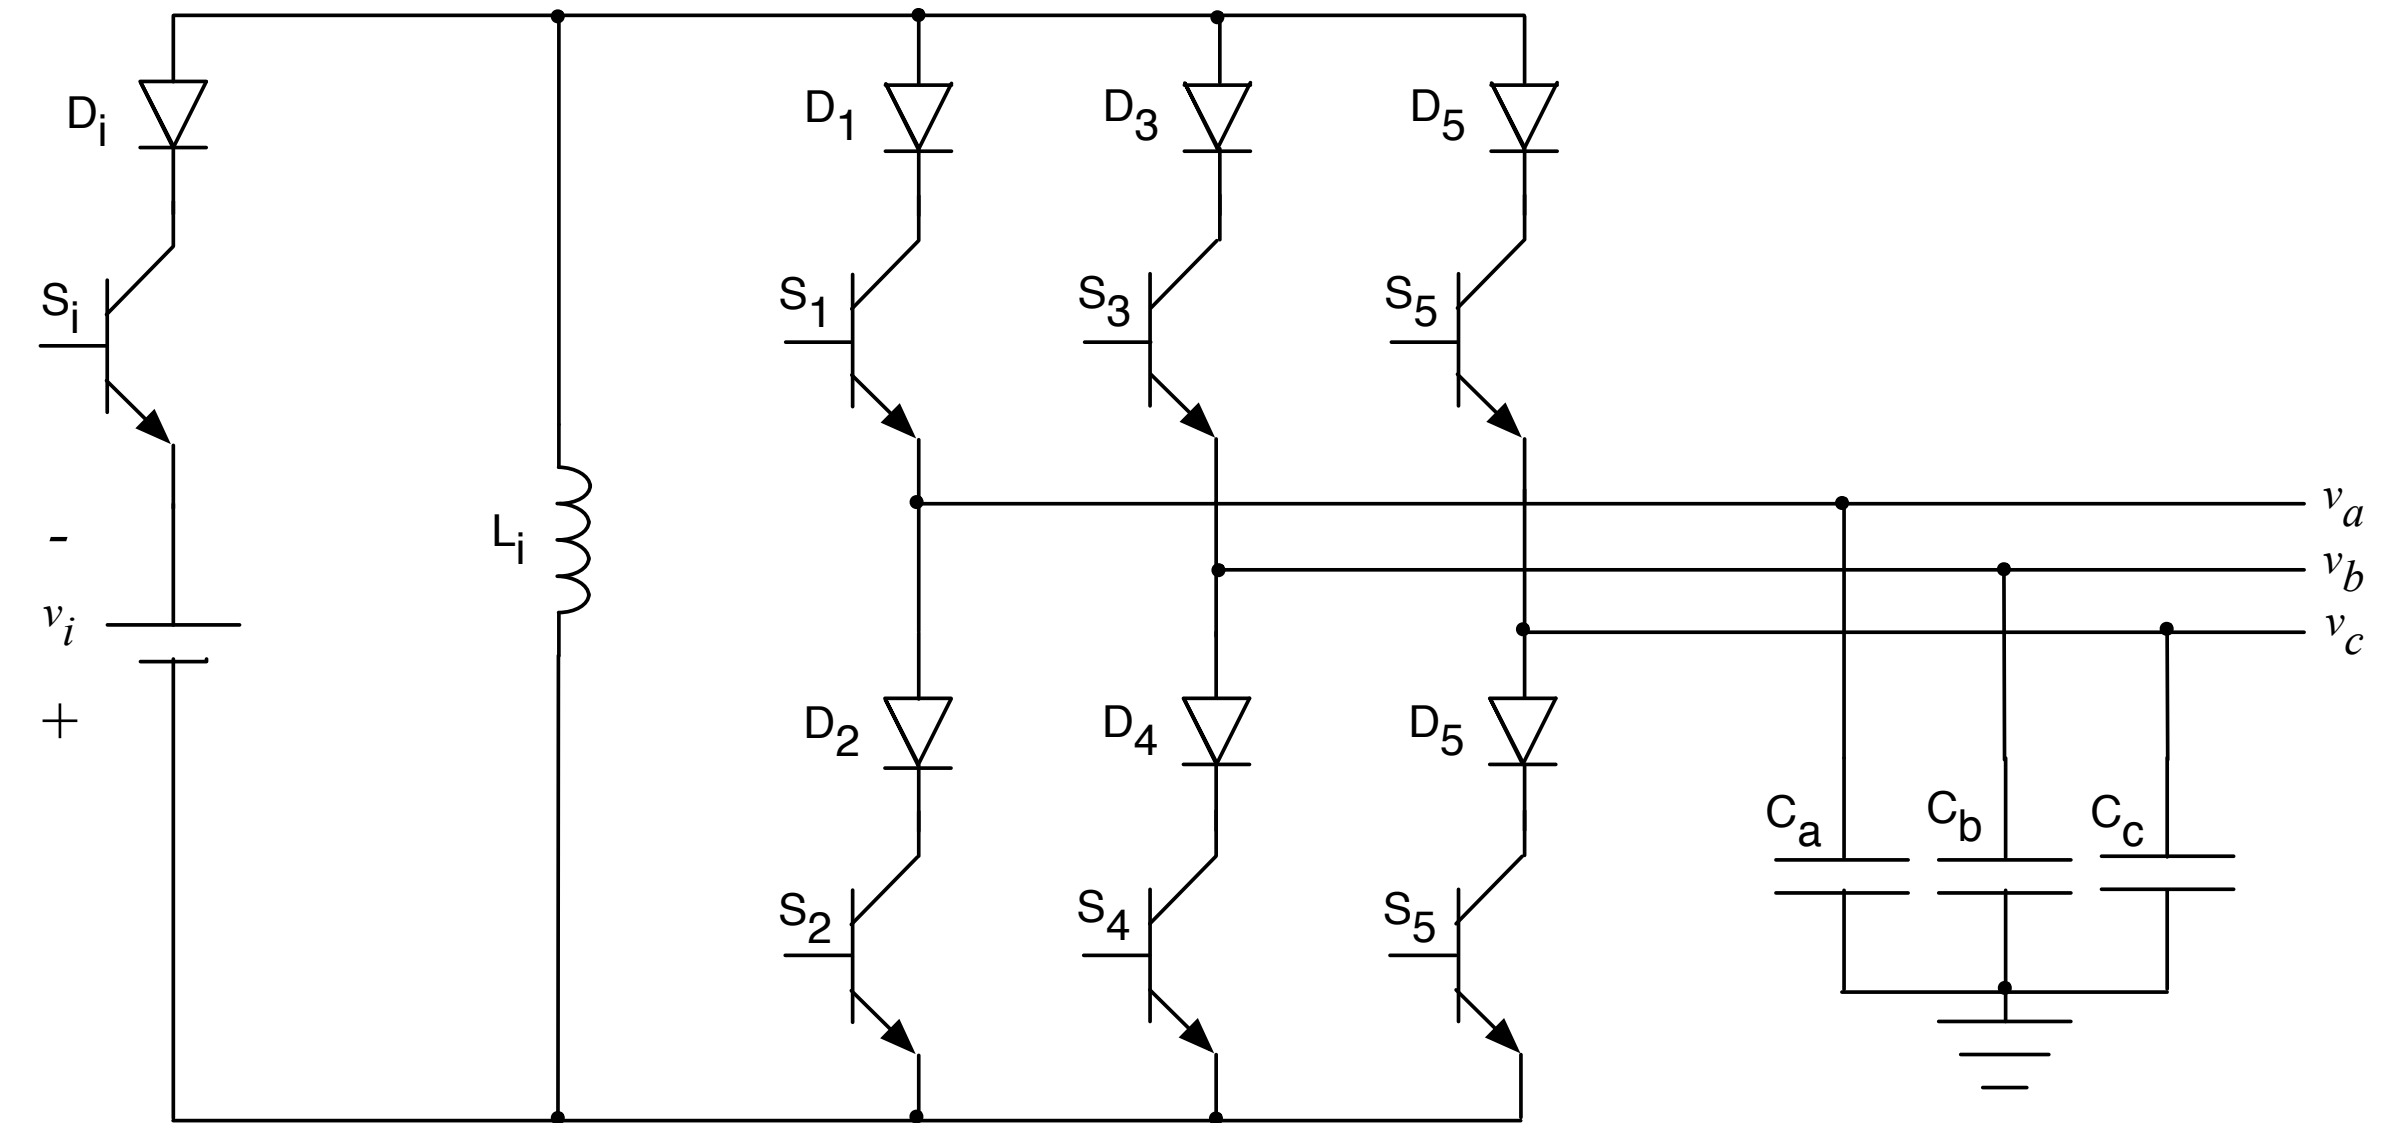 D1 D3 D5
Di
S1 S3 S5
Si
va
Li
-
vb
vi
vc
+
D2 D4 D5
Ca Cb Cc
S2 S4 S5